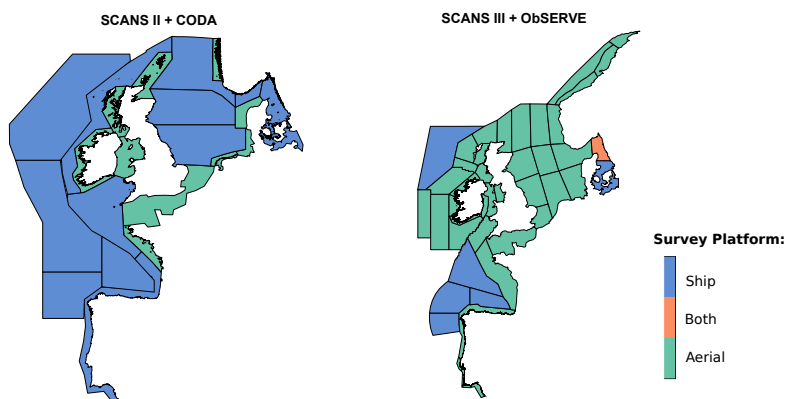 SCANS II + CODA
SCANS III + ObSERVE
Survey Platform:
Ship
Both
Aerial